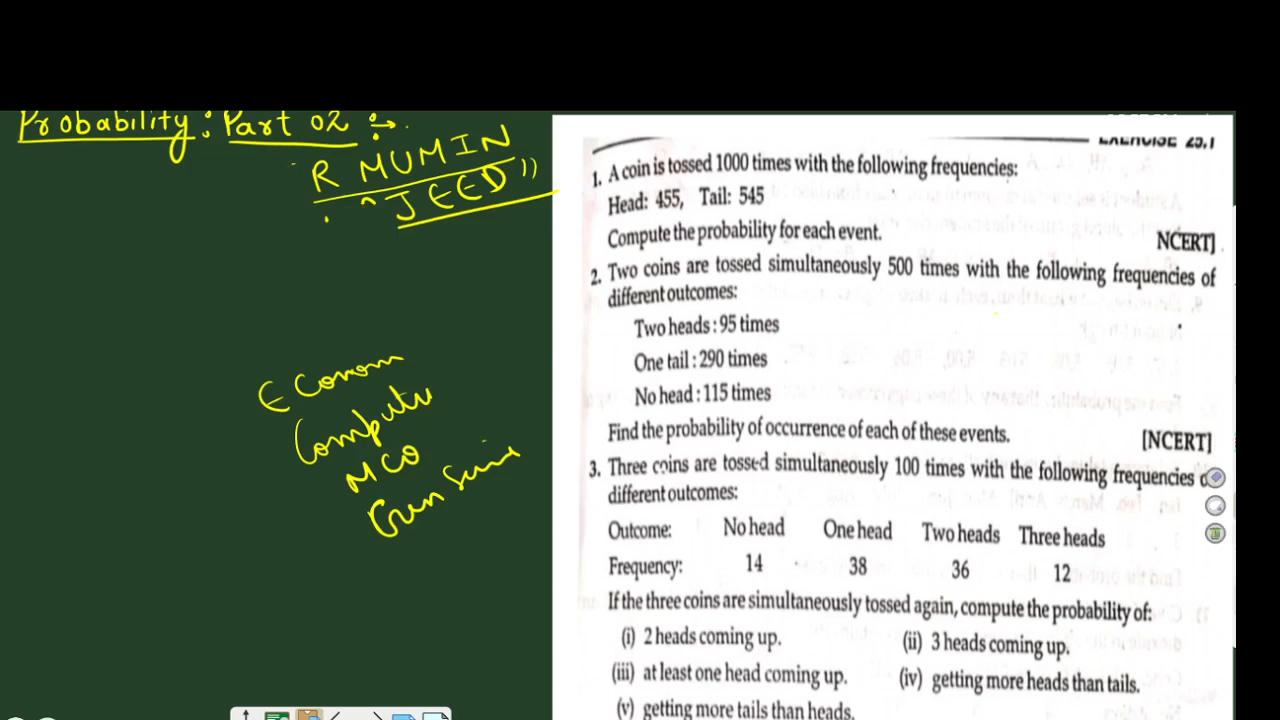 Probability: Part 02 :→
R MUMIN
JEED"
Econom
Comput
MCO
EXERCISE 25.1
1. A coin is tossed 1000 times with the following frequencies:
Head: 455, Tail: 545
Compute the probability for each event.
NCERT]
2. Two coins are tossed simultaneously 500 times with the following frequencies of
different outcomes:
Two heads : 95 times
One tail : 290 times
No head : 115 times
Find the probability of occurrence of each of these events. [NCERT]
3. Three coins are tossed simultaneously 100 times with the following frequencies
different outcomes:
Outcome: No head One head Two heads Three heads
Frequency: 14 38 36 12
If the three coins are simultaneously tossed again, compute the probability of:
(i) 2 heads coming up. (ii) 3 heads coming up.
(iii) at least one head coming up. (iv) getting more heads than tails.
(v) getting more tails than heads.